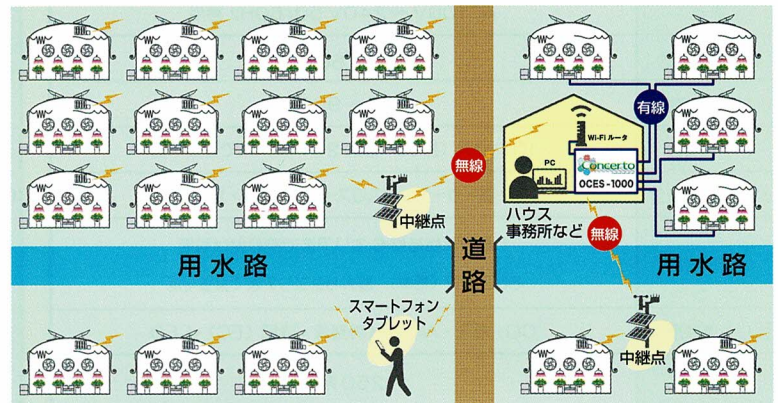 有線
Wi-Fi ルータ
PC
Concerto
OCES-1000
無線
中継点
ハウス
事務所など
無線
道路
用水路
用水路
スマートフォン
タブレット
中継点